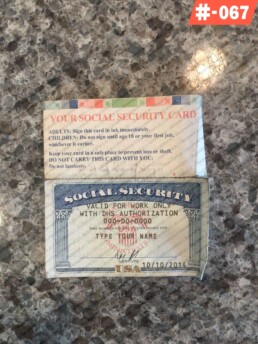 #-067
YOUR SOCIAL SECURITY CARD
ADULTS: Sign this card in ink immediately.
CHILDREN: Do not sign until age 18 or your first job,
whichever is earlier.
Keep your card in a safe place to prevent loss or theft.
DO NOT CARRY THIS CARD WITH YOU.
Do not laminate.
SOCIAL SECURITY
VALID FOR WORK ONLY
WITH DHS AUTHORIZATION
000-00-0000
TYPE YOUR NAME
USA
10/10/2014